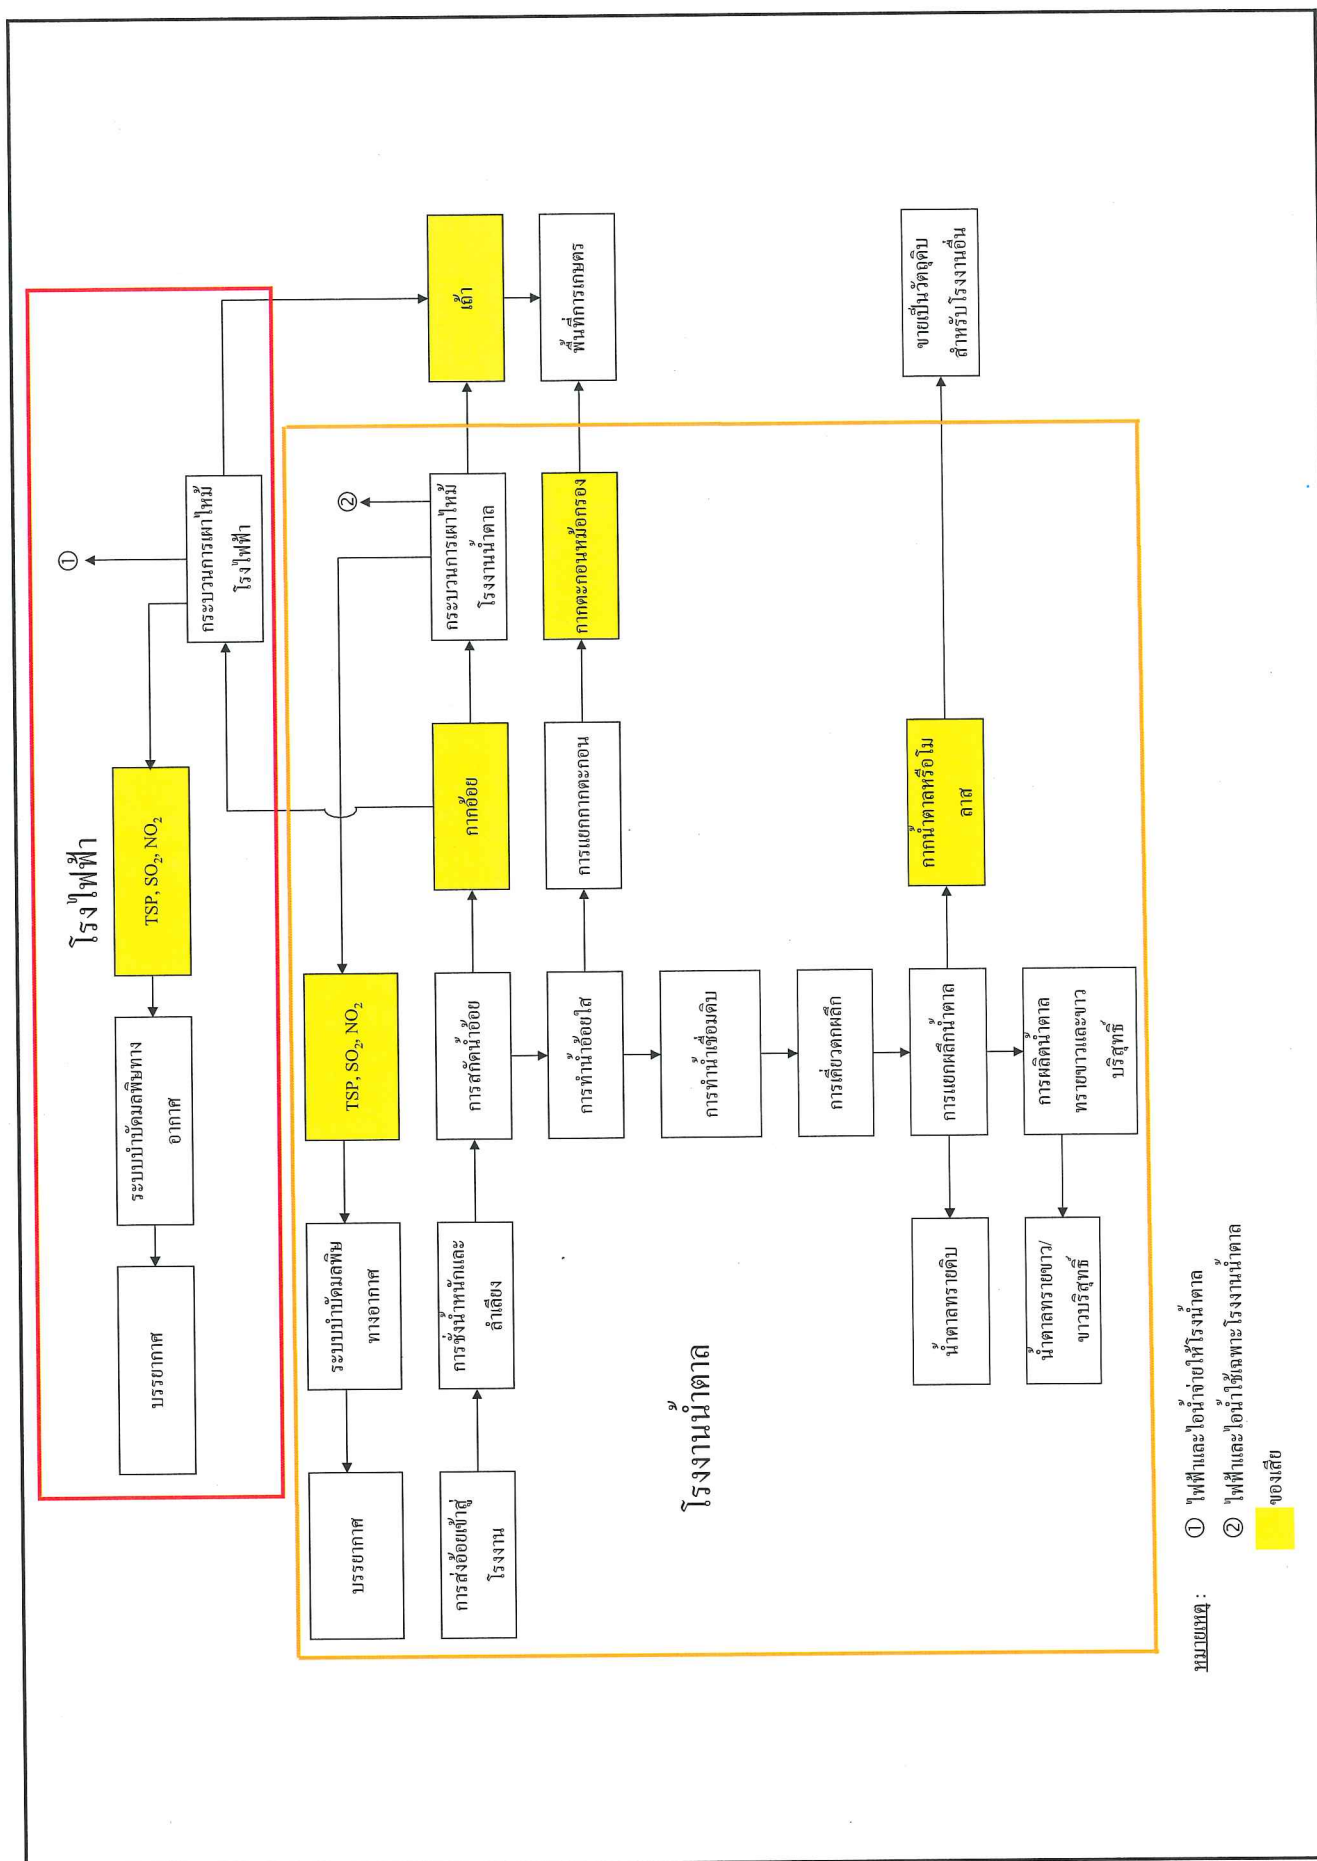 โรงไฟฟ้า
บรรยากาศ
ระบบบำบัดมลพิษทาง
อากาศ
TSP, SO₂, NO₂
กระบวนการเผาไหม้
โรงไฟฟ้า
①
บรรยากาศ
ระบบบำบัดมลพิษ
ทางอากาศ
TSP, SO₂, NO₂
②
การส่งอ้อยเข้าสู่
โรงงาน
การชั่งน้ำหนักและ
ลำเลียง
การสกัดน้ำอ้อย
กากอ้อย
กระบวนการเผาไหม้
โรงงานน้ำตาล
เถ้า
การทำน้ำอ้อยใส
การแยกกากตะกอน
กากตะกอนหม้อกรอง
พื้นที่การเกษตร
โรงงานน้ำตาล
การทำน้ำเชื่อมดิบ
การเคี่ยวตกผลึก
น้ำตาลทรายดิบ
การแยกผลึกน้ำตาล
กากน้ำตาลหรือโม
ลาส
ขายเป็นวัตถุดิบ
สำหรับโรงงานอื่น
น้ำตาลทรายขาว/
ขาวบริสุทธิ์
การผลิตน้ำตาล
ทรายขาวและขาว
บริสุทธิ์
หมายเหตุ :
① ไฟฟ้าและไอน้ำจ่ายให้โรงน้ำตาล
② ไฟฟ้าและไอน้ำใช้เฉพาะโรงงานน้ำตาล
ของเสีย